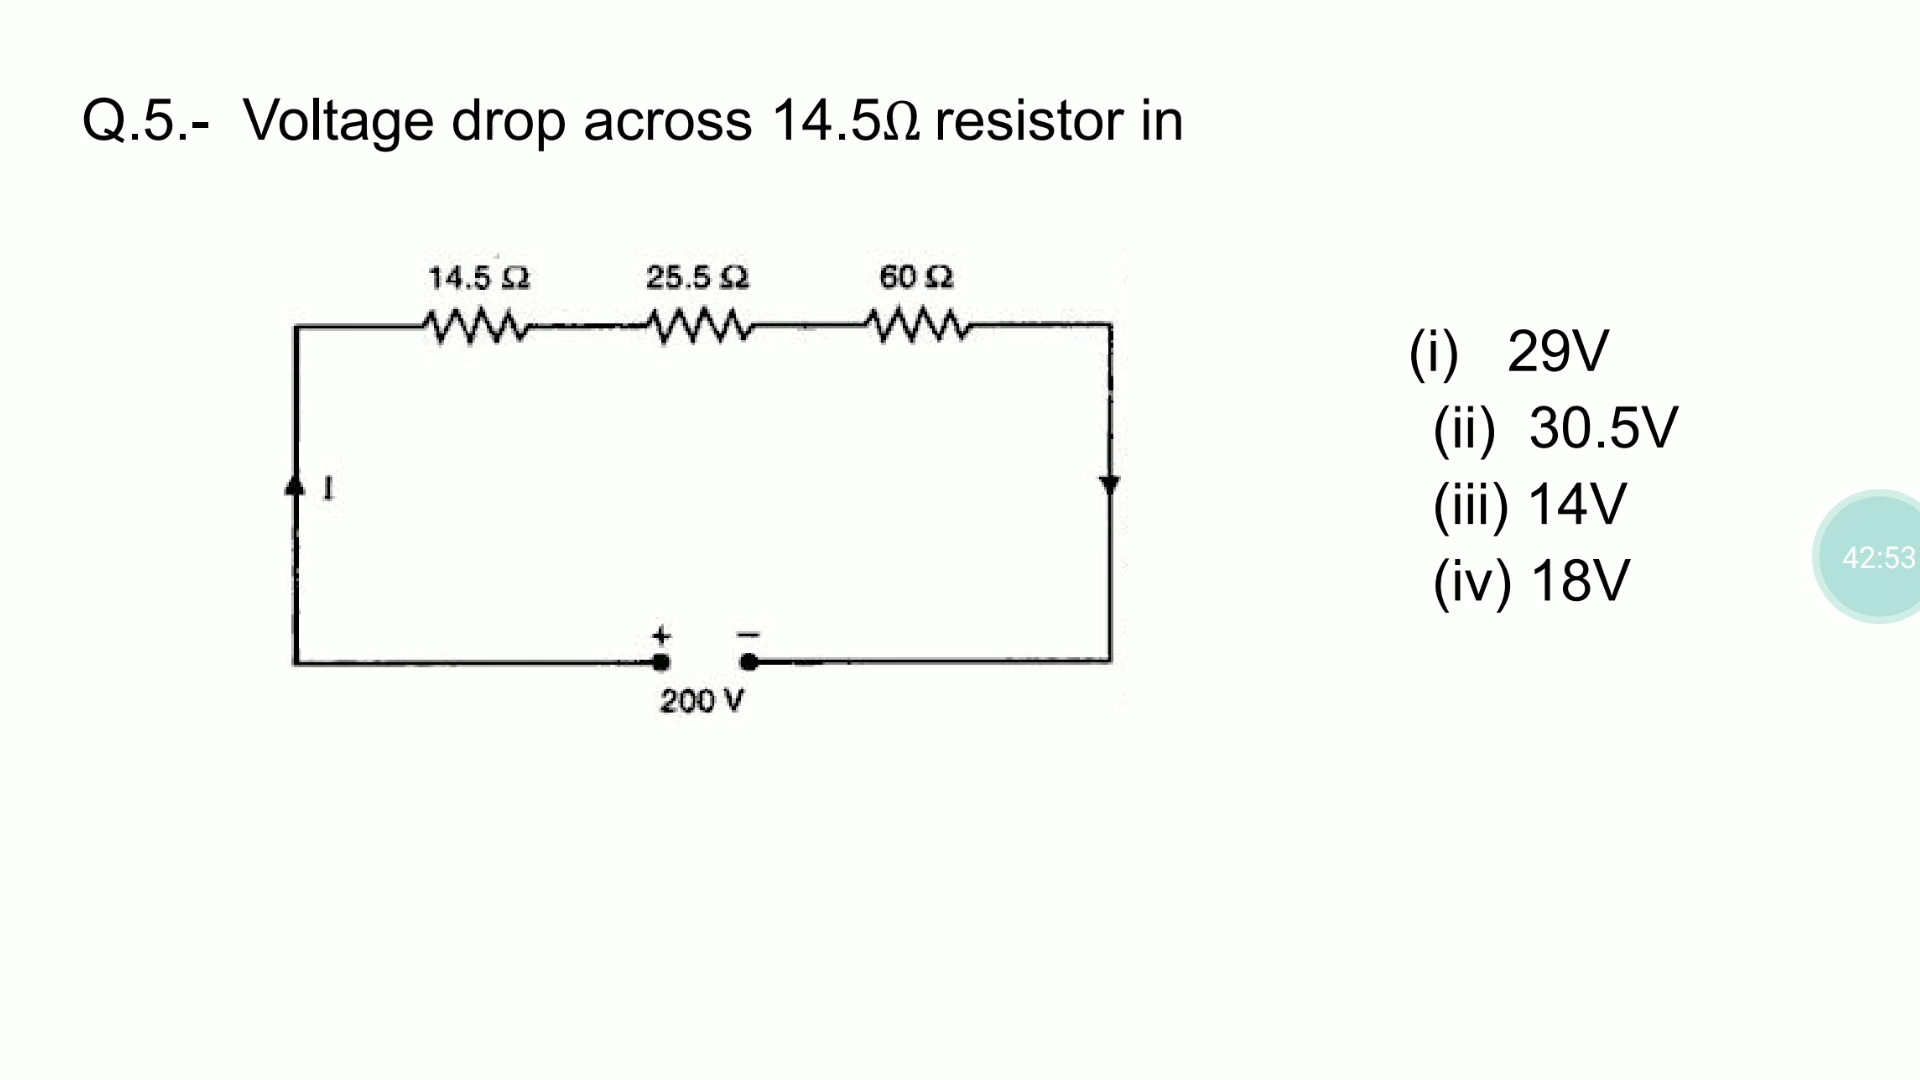 Q.5.- Voltage drop across 14.5Ω resistor in
14.5 Ω 25.5 Ω 60 Ω
(i) 29V
(ii) 30.5V
I
(iii) 14V
42:53
(iv) 18V
+ −
200 V